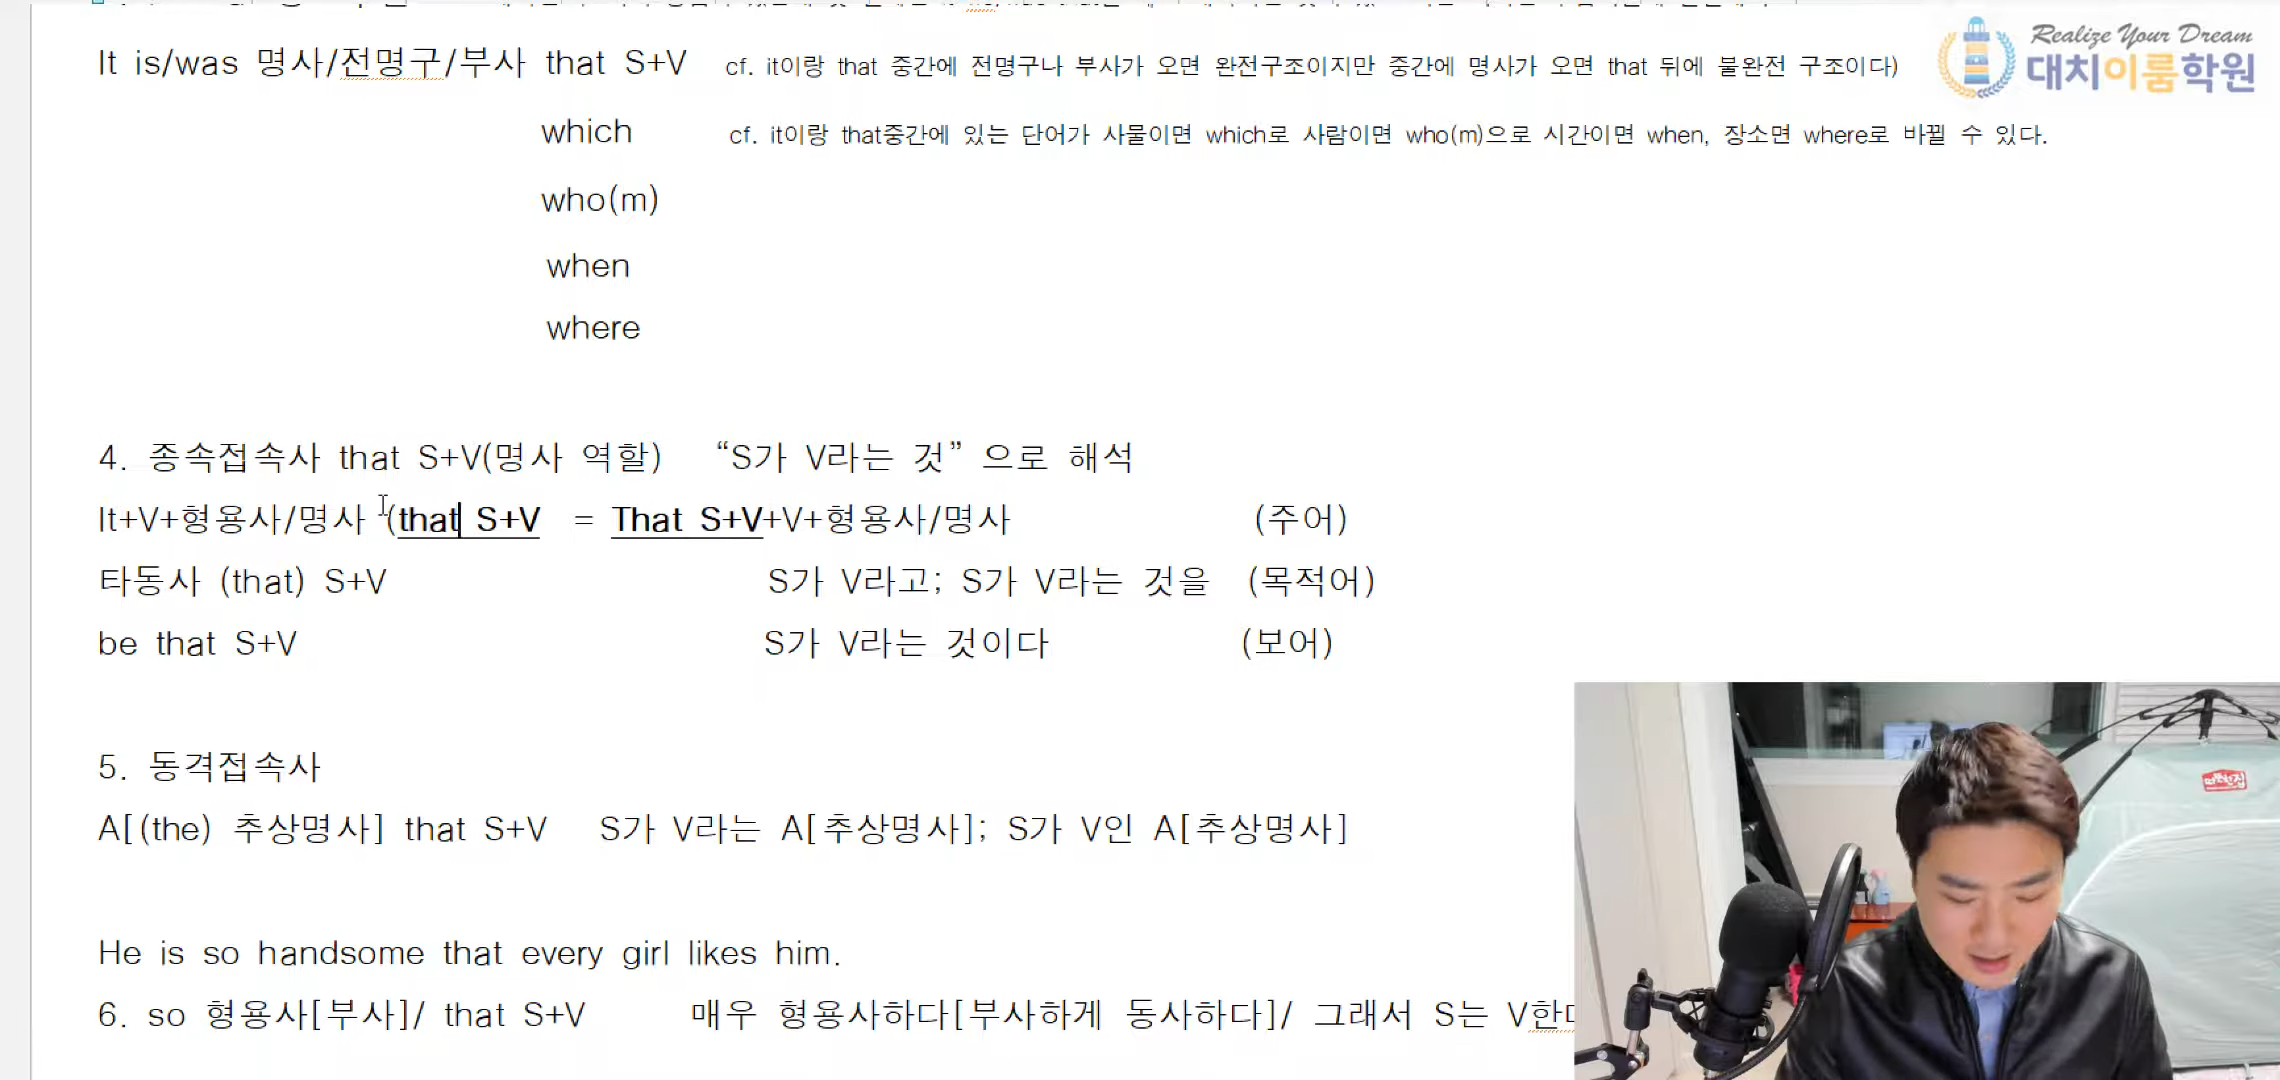 It is/was 명사/전명구/부사 that S+V cf. it이랑 that 중간에 전명구나 부사가 오면 완전구조이지만 중간에 명사가 오면 that 뒤에 불완전 구조이다)
Realize Your Dream
대치이룸학원
which cf. it이랑 that중간에 있는 단어가 사물이면 which로 사람이면 who(m)으로 시간이면 when, 장소면 where로 바뀔 수 있다.
who(m)
when
where
4. 종속접속사 that S+V(명사 역할) “S가 V라는 것” 으로 해석
It+V+형용사/명사 (that S+V = That S+V+V+형용사/명사 (주어)
타동사 (that) S+V S가 V라고; S가 V라는 것을 (목적어)
be that S+V S가 V라는 것이다 (보어)
5. 동격접속사
A[(the) 추상명사] that S+V S가 V라는 A[추상명사]; S가 V인 A[추상명사]
He is so handsome that every girl likes him.
6. so 형용사[부사]/ that S+V 매우 형용사하다[부사하게 동사하다]/ 그래서 S는